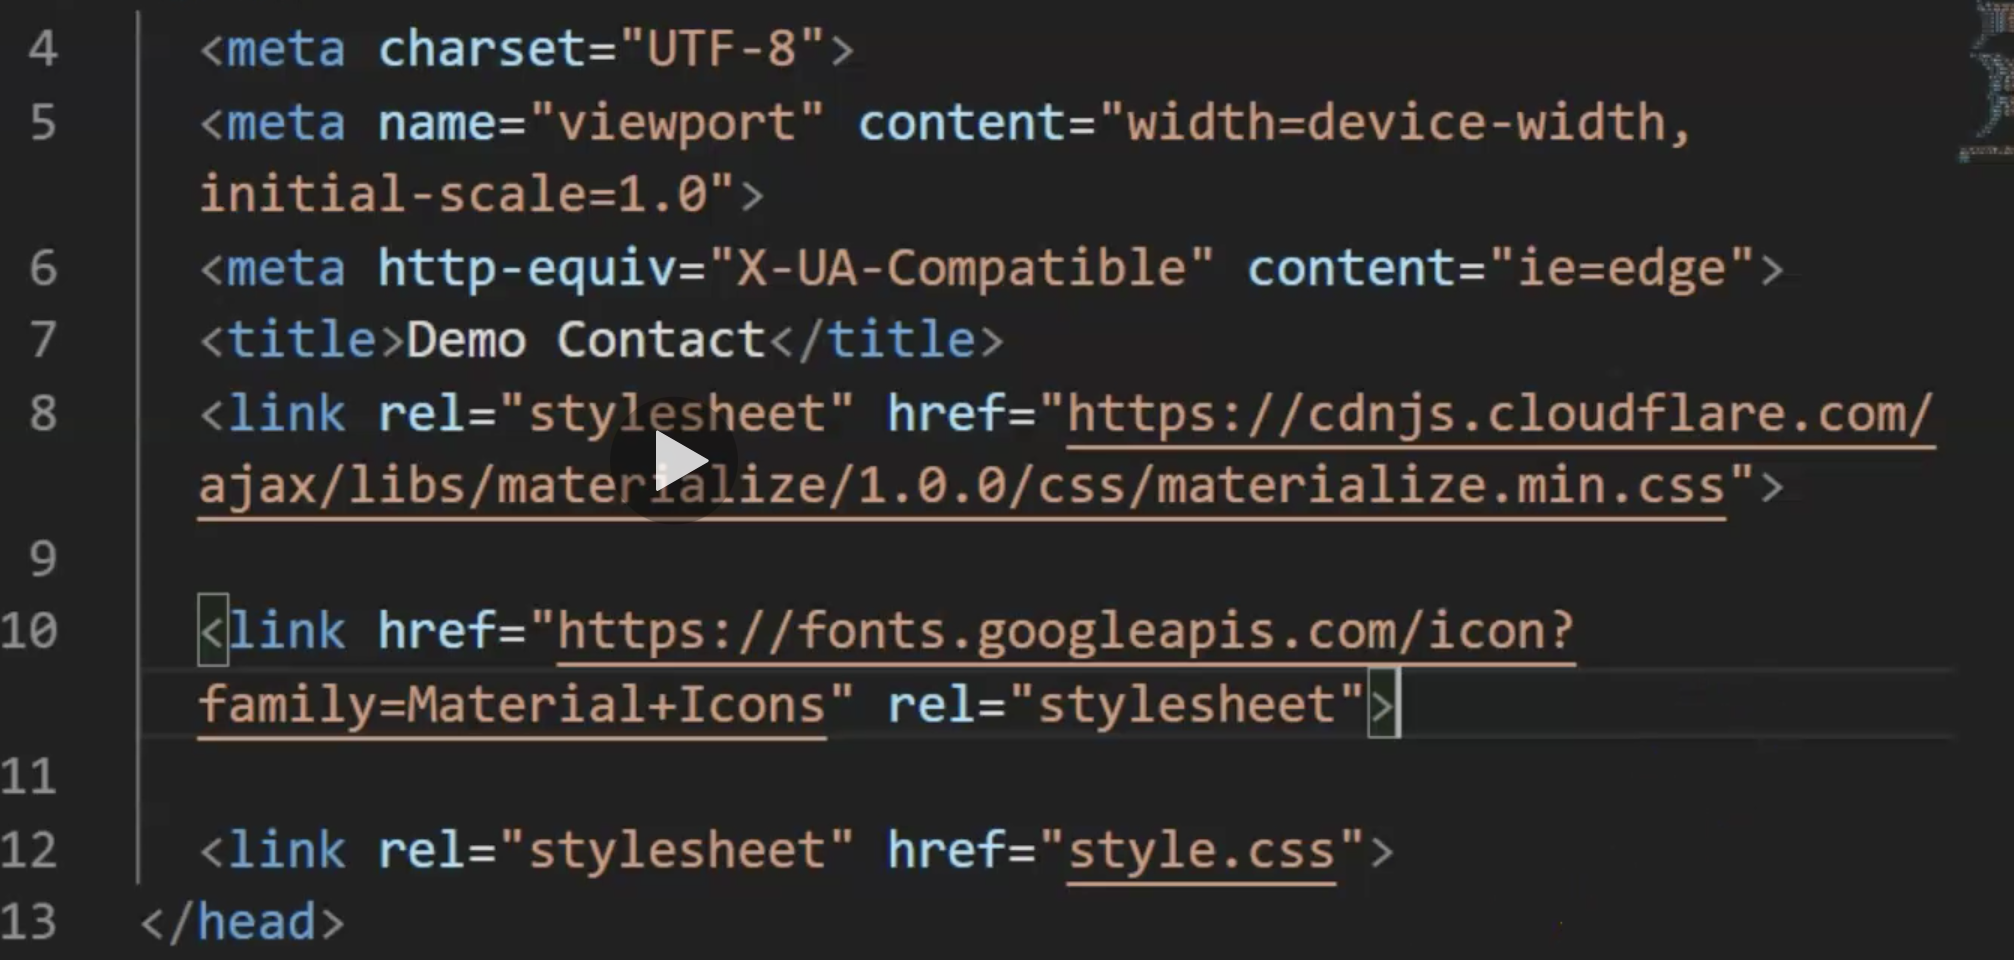 4 <meta charset="UTF-8">
5 <meta name="viewport" content="width=device-width,
initial-scale=1.0">
6 <meta http-equiv="X-UA-Compatible" content="ie=edge">
7 <title>Demo Contact</title>
8 <link rel="stylesheet" href="https://cdnjs.cloudflare.com/
ajax/libs/materialize/1.0.0/css/materialize.min.css">
9
10 <link href="https://fonts.googleapis.com/icon?
family=Material+Icons" rel="stylesheet">
11
12 <link rel="stylesheet" href="style.css">
13 </head>